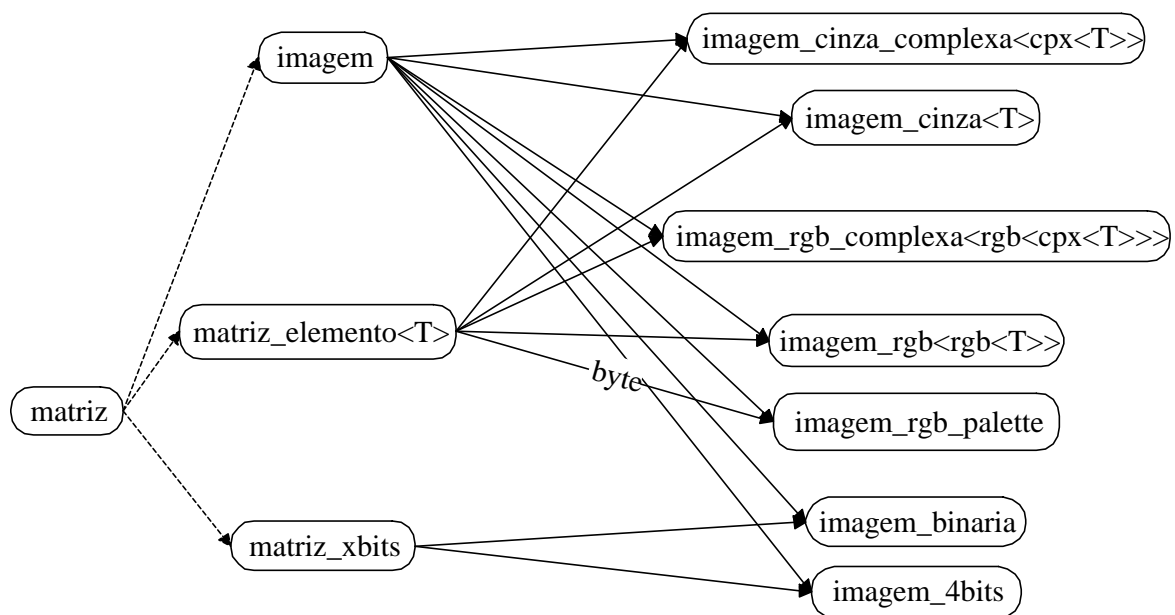 imagem_cinza_complexa<cpx<T>>
imagem
imagem_cinza<T>
imagem_rgb_complexa<rgb<cpx<T>>>
matriz_elemento<T>
imagem_rgb<rgb<T>>
byte
matriz
imagem_rgb_palette
imagem_binaria
matriz_xbits
imagem_4bits